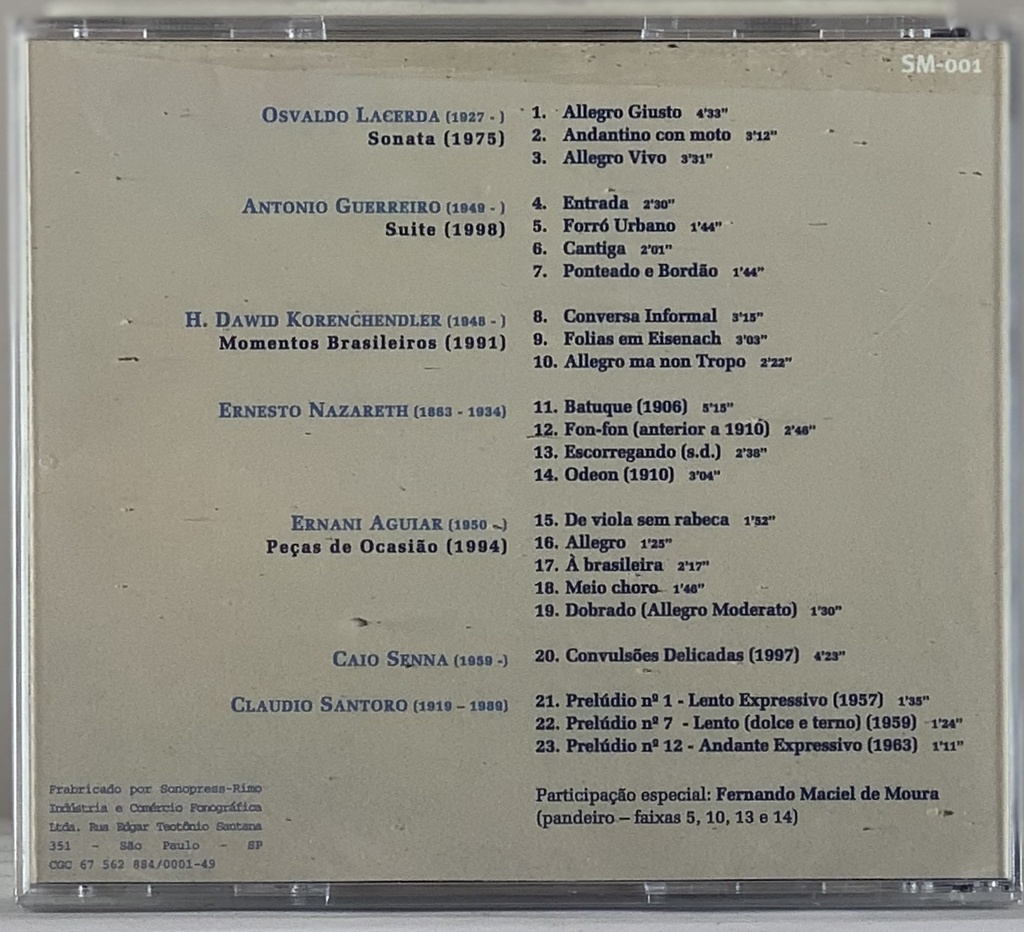 SM-001
OSVALDO LACERDA (1927 - )
Sonata (1975)
1. Allegro Giusto 4'33"
2. Andantino con moto 3'12"
3. Allegro Vivo 3'31"
ANTONIO GUERREIRO (1949 - )
Suite (1998)
4. Entrada 2'30"
5. Forró Urbano 1'44"
6. Cantiga 2'01"
7. Ponteado e Bordão 1'44"
H. DAWID KORENCHENDLER (1948 - )
Momentos Brasileiros (1991)
8. Conversa Informal 3'15"
9. Folias em Eisenach 3'03"
10. Allegro ma non Tropo 2'22"
ERNESTO NAZARETH (1863 - 1934)
11. Batuque (1906) 5'15"
12. Fon-fon (anterior a 1910) 2'46"
13. Escorregando (s.d.) 2'38"
14. Odeon (1910) 3'04"
ERNANI AGUIAR (1950 -)
Peças de Ocasião (1994)
15. De viola sem rabeca 1'52"
16. Allegro 1'25"
17. À brasileira 2'17"
18. Meio choro 1'46"
19. Dobrado (Allegro Moderato) 1'30"
CAIO SENNA (1959 -)
20. Convulsões Delicadas (1997) 4'23"
CLAUDIO SANTORO (1919 – 1989)
21. Prelúdio nº 1 - Lento Expressivo (1957) 1'35"
22. Prelúdio nº 7 - Lento (dolce e terno) (1959) 1'24"
23. Prelúdio nº 12 - Andante Expressivo (1963) 1'11"
Participação especial: Fernando Maciel de Moura
(pandeiro – faixas 5, 10, 13 e 14)
Frabricado por Sonopress-Rimo
Indústria e Comércio Fonográfica
Ltda. Rua Edgar Teotônio Santana
351 - São Paulo - SP
CGC 67 562 884/0001-49